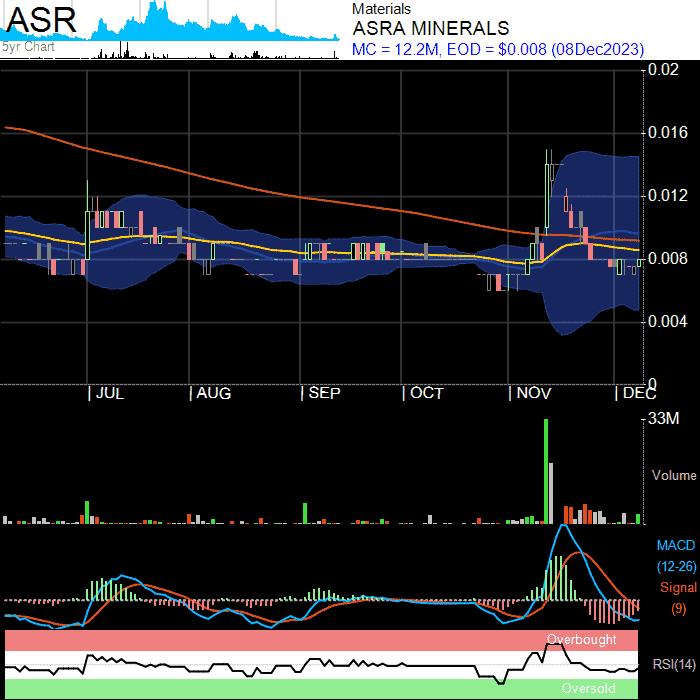 ASR
5yr Chart
Materials
ASRA MINERALS
MC = 12.2M, EOD = $0.008 (08Dec2023)
0.02
0.016
0.012
0.008
0.004
0
| JUL | AUG | SEP | OCT | NOV | DEC
33M
Volume
MACD
(12-26)
Signal
(9)
Overbought
RSI(14)
Oversold